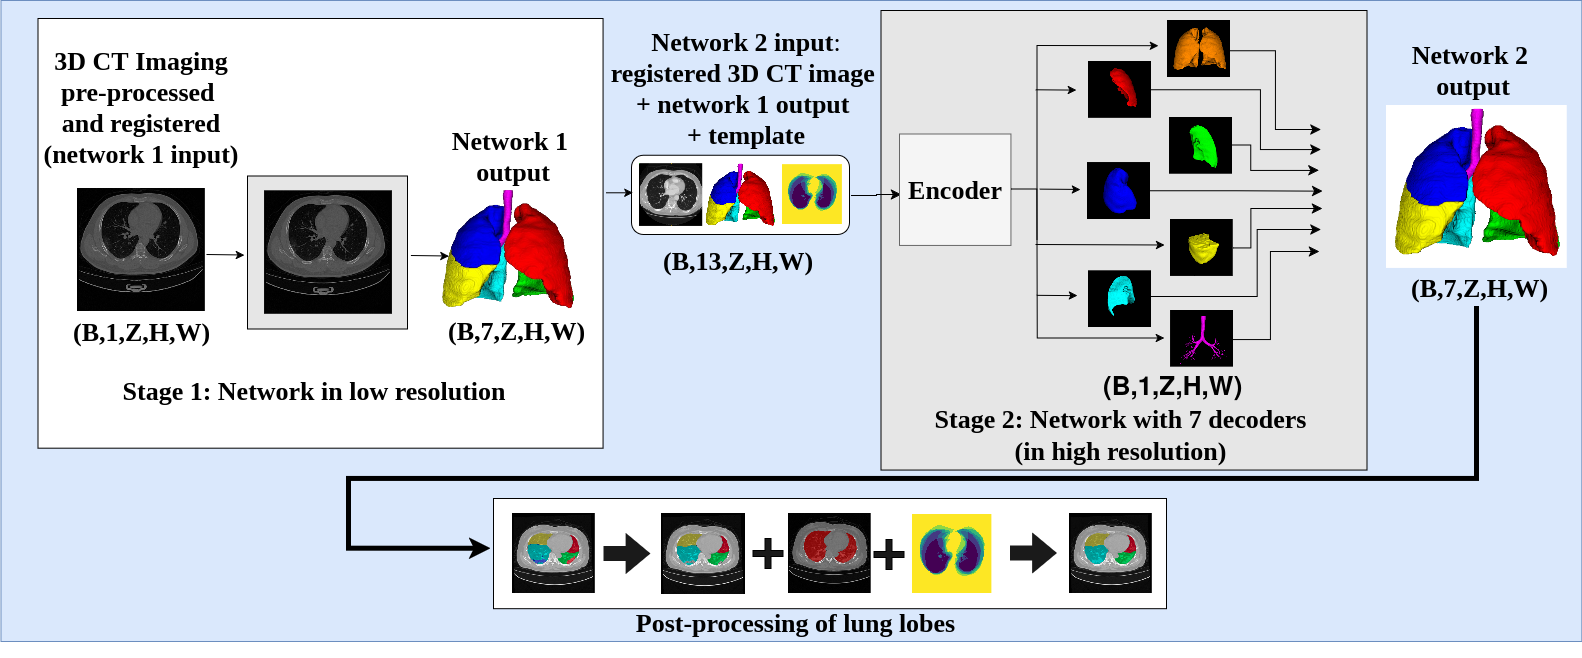 3D CT Imaging
pre-processed
and registered
(network 1 input)
(B,1,Z,H,W)
Network 1
output
(B,7,Z,H,W)
Stage 1: Network in low resolution
Network 2 input:
registered 3D CT image
+ network 1 output
+ template
(B,13,Z,H,W)
Encoder
(B,1,Z,H,W)
Stage 2: Network with 7 decoders
(in high resolution)
Network 2
output
(B,7,Z,H,W)
Post-processing of lung lobes